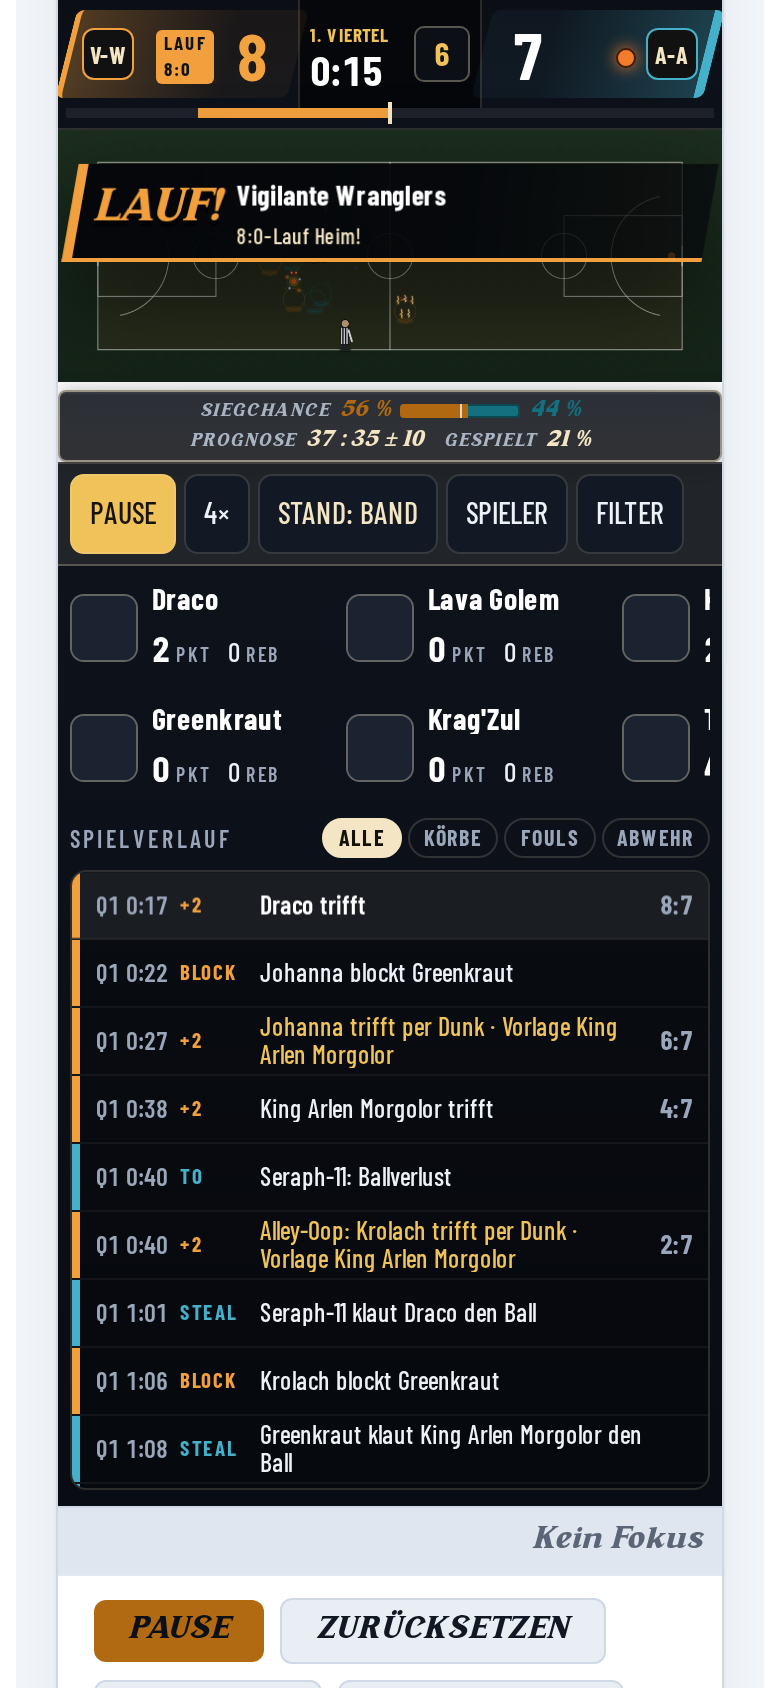 V-W
LAUF
8:0
8
1. VIERTEL
0:15
6
7
A-A
LAUF!
Vigilante Wranglers
8:0-Lauf Heim!
SIEGCHANCE 56 % 44 %
PROGNOSE 37 : 35 ± 10 GESPIELT 21 %
PAUSE
4×
STAND: BAND
SPIELER
FILTER
Draco
2 PKT 0 REB
Lava Golem
0 PKT 0 REB
Greenkraut
0 PKT 0 REB
Krag'Zul
0 PKT 0 REB
SPIELVERLAUF
ALLE
KÖRBE
FOULS
ABWEHR
Q1 0:17 +2 Draco trifft 8:7
Q1 0:22 BLOCK Johanna blockt Greenkraut
Q1 0:27 +2 Johanna trifft per Dunk · Vorlage King
Arlen Morgolor 6:7
Q1 0:38 +2 King Arlen Morgolor trifft 4:7
Q1 0:40 TO Seraph-11: Ballverlust
Q1 0:40 +2 Alley-Oop: Krolach trifft per Dunk ·
Vorlage King Arlen Morgolor 2:7
Q1 1:01 STEAL Seraph-11 klaut Draco den Ball
Q1 1:06 BLOCK Krolach blockt Greenkraut
Q1 1:08 STEAL Greenkraut klaut King Arlen Morgolor den
Ball
Kein Fokus
PAUSE
ZURÜCKSETZEN